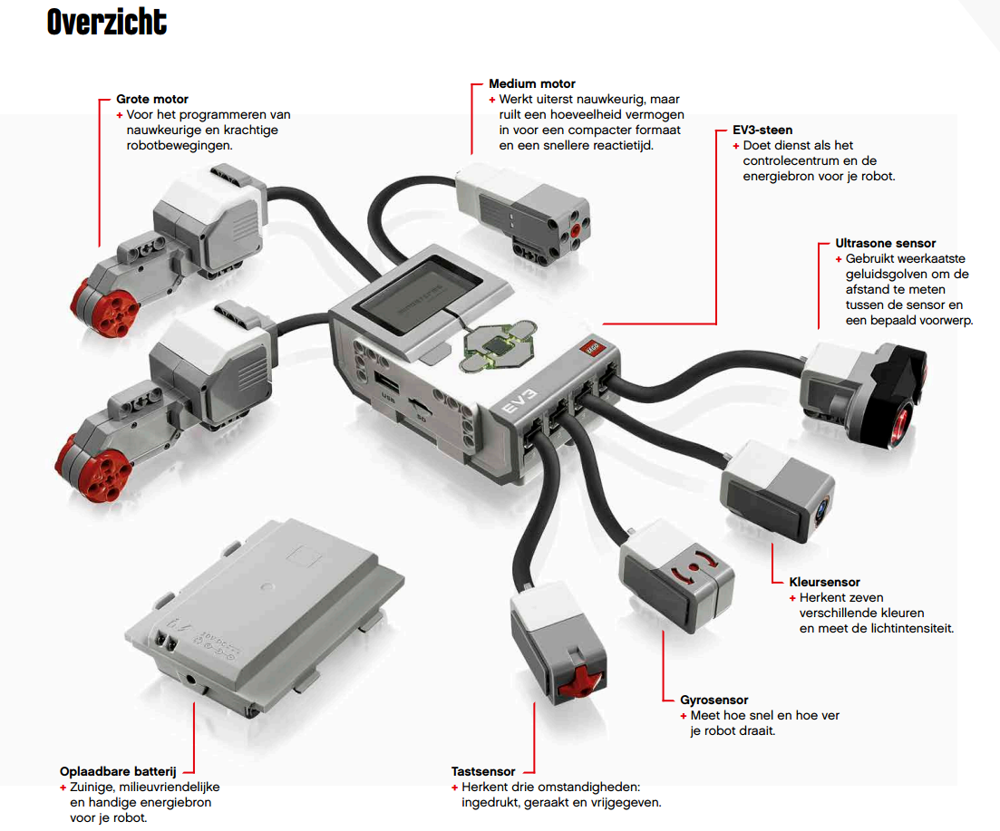 Overzicht
Grote motor
+ Voor het programmeren van
nauwkeurige en krachtige
robotbewegingen.
Medium motor
+ Werkt uiterst nauwkeurig, maar
ruilt een hoeveelheid vermogen
in voor een compacter formaat
en een snellere reactietijd.
EV3-steen
+ Doet dienst als het
controlecentrum en de
energiebron voor je robot.
Ultrasone sensor
+ Gebruikt weerkaatste
geluidsgolven om de
afstand te meten
tussen de sensor en
een bepaald voorwerp.
MINDSTORMS
LEGO
EV3
USB
SD
Kleursensor
+ Herkent zeven
verschillende kleuren
en meet de lichtintensiteit.
Gyrosensor
+ Meet hoe snel en hoe ver
je robot draait.
Oplaadbare batterij
+ Zuinige, milieuvriendelijke
en handige energiebron
voor je robot.
Tastsensor
+ Herkent drie omstandigheden:
ingedrukt, geraakt en vrijgegeven.